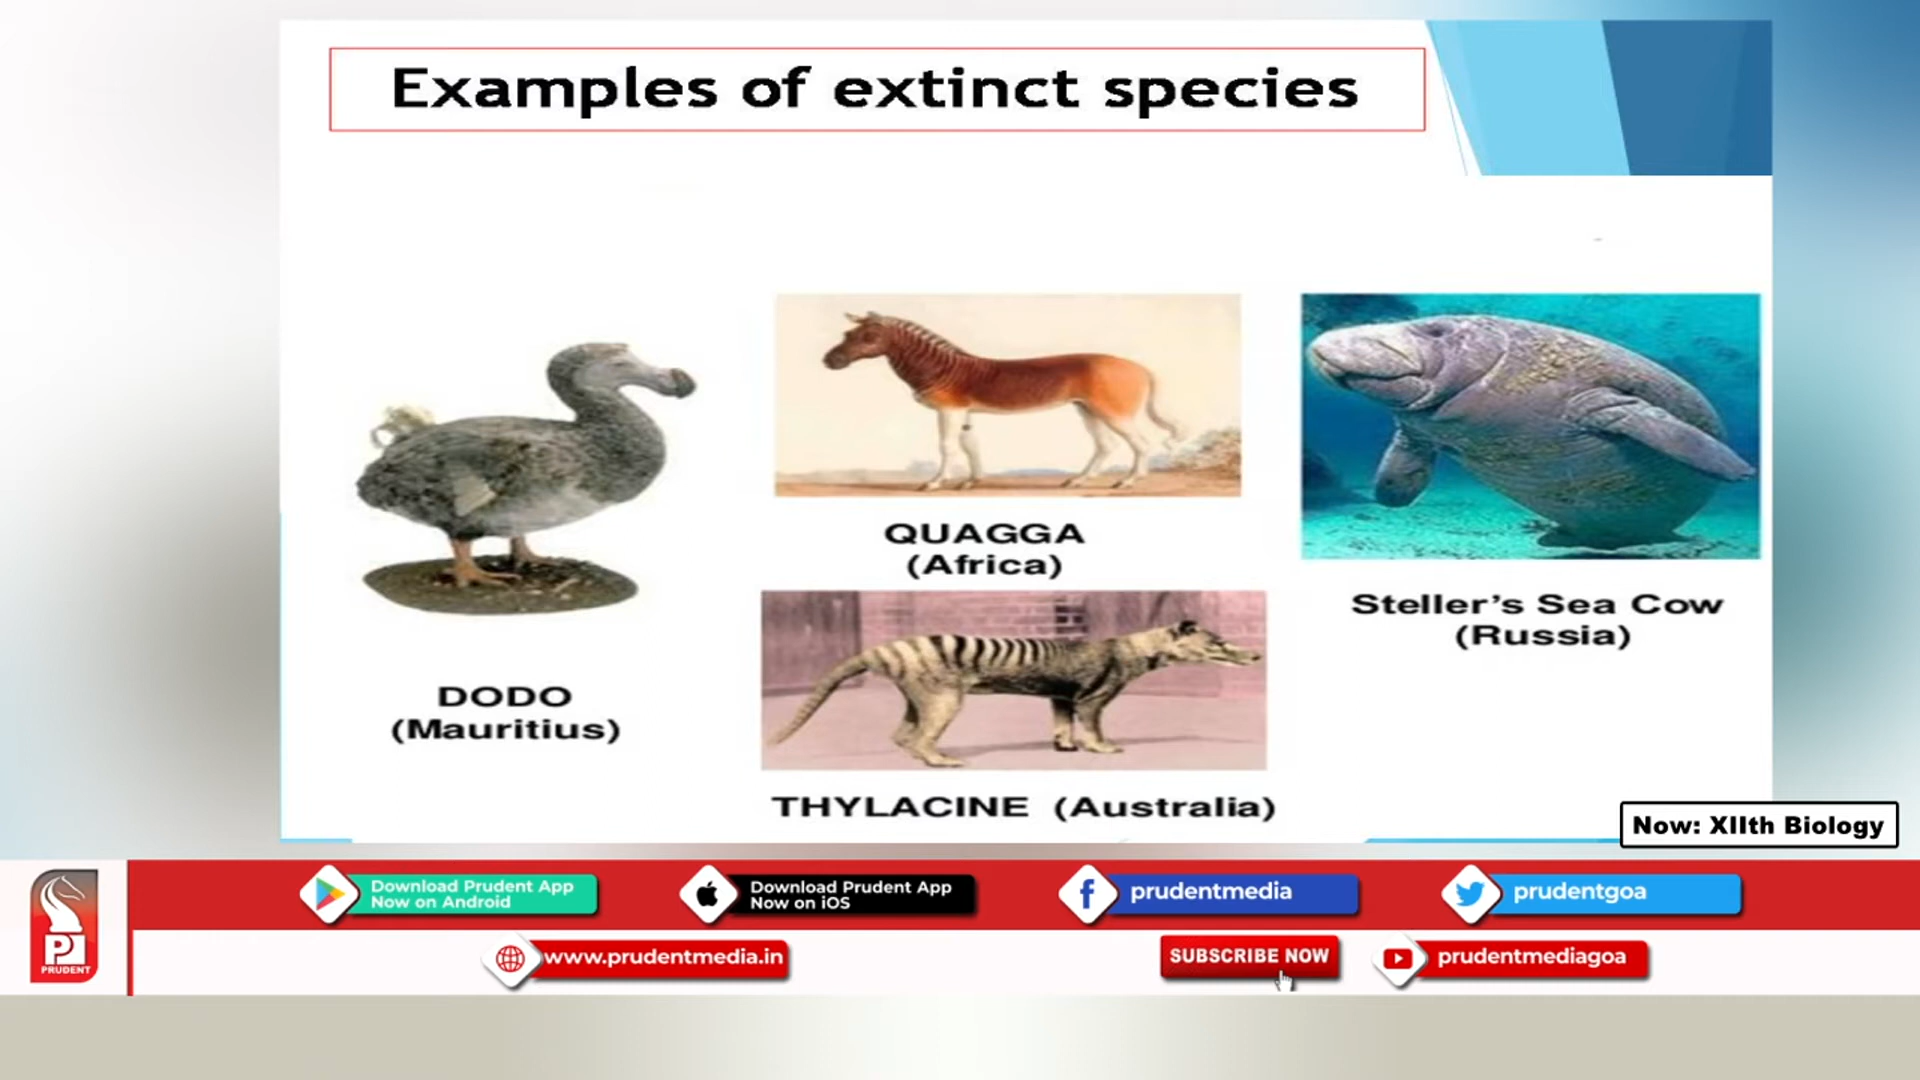 Examples of extinct species
QUAGGA
(Africa)
Steller's Sea Cow
(Russia)
DODO
(Mauritius)
THYLACINE (Australia)
Now: XIIth Biology
Download Prudent App
Now on Android
Download Prudent App
Now on iOS
prudentmedia
prudentgoa
PRUDENT
www.prudentmedia.in
SUBSCRIBE NOW
prudentmediagoa